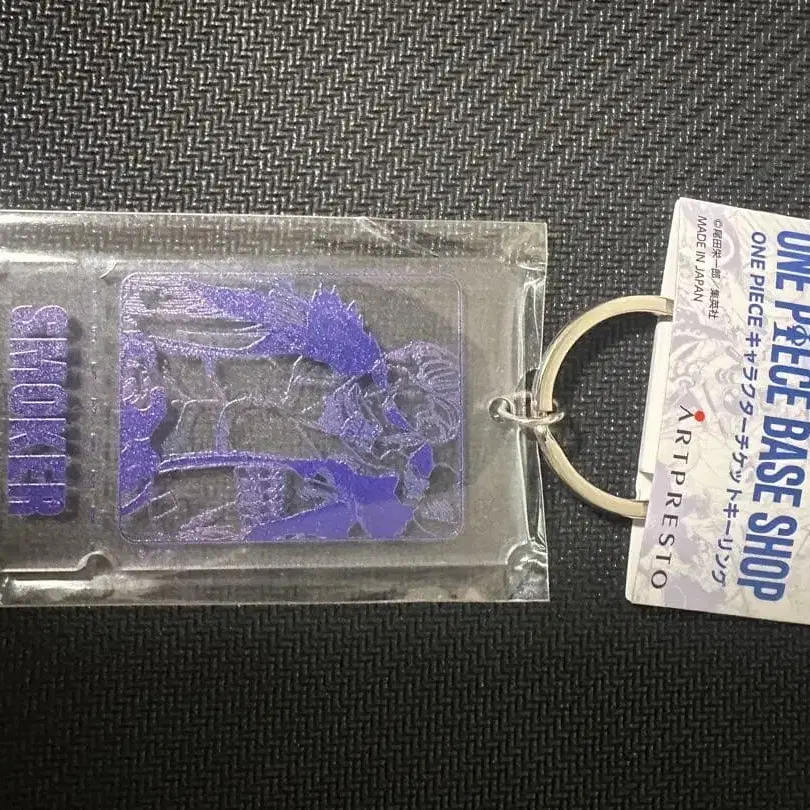 SMOKER
ONE PIECE BASE SHOP
ONE PIECE キャラクターチケットキーリング
©尾田栄一郎/集英社
MADE IN JAPAN
ARTPRESTO